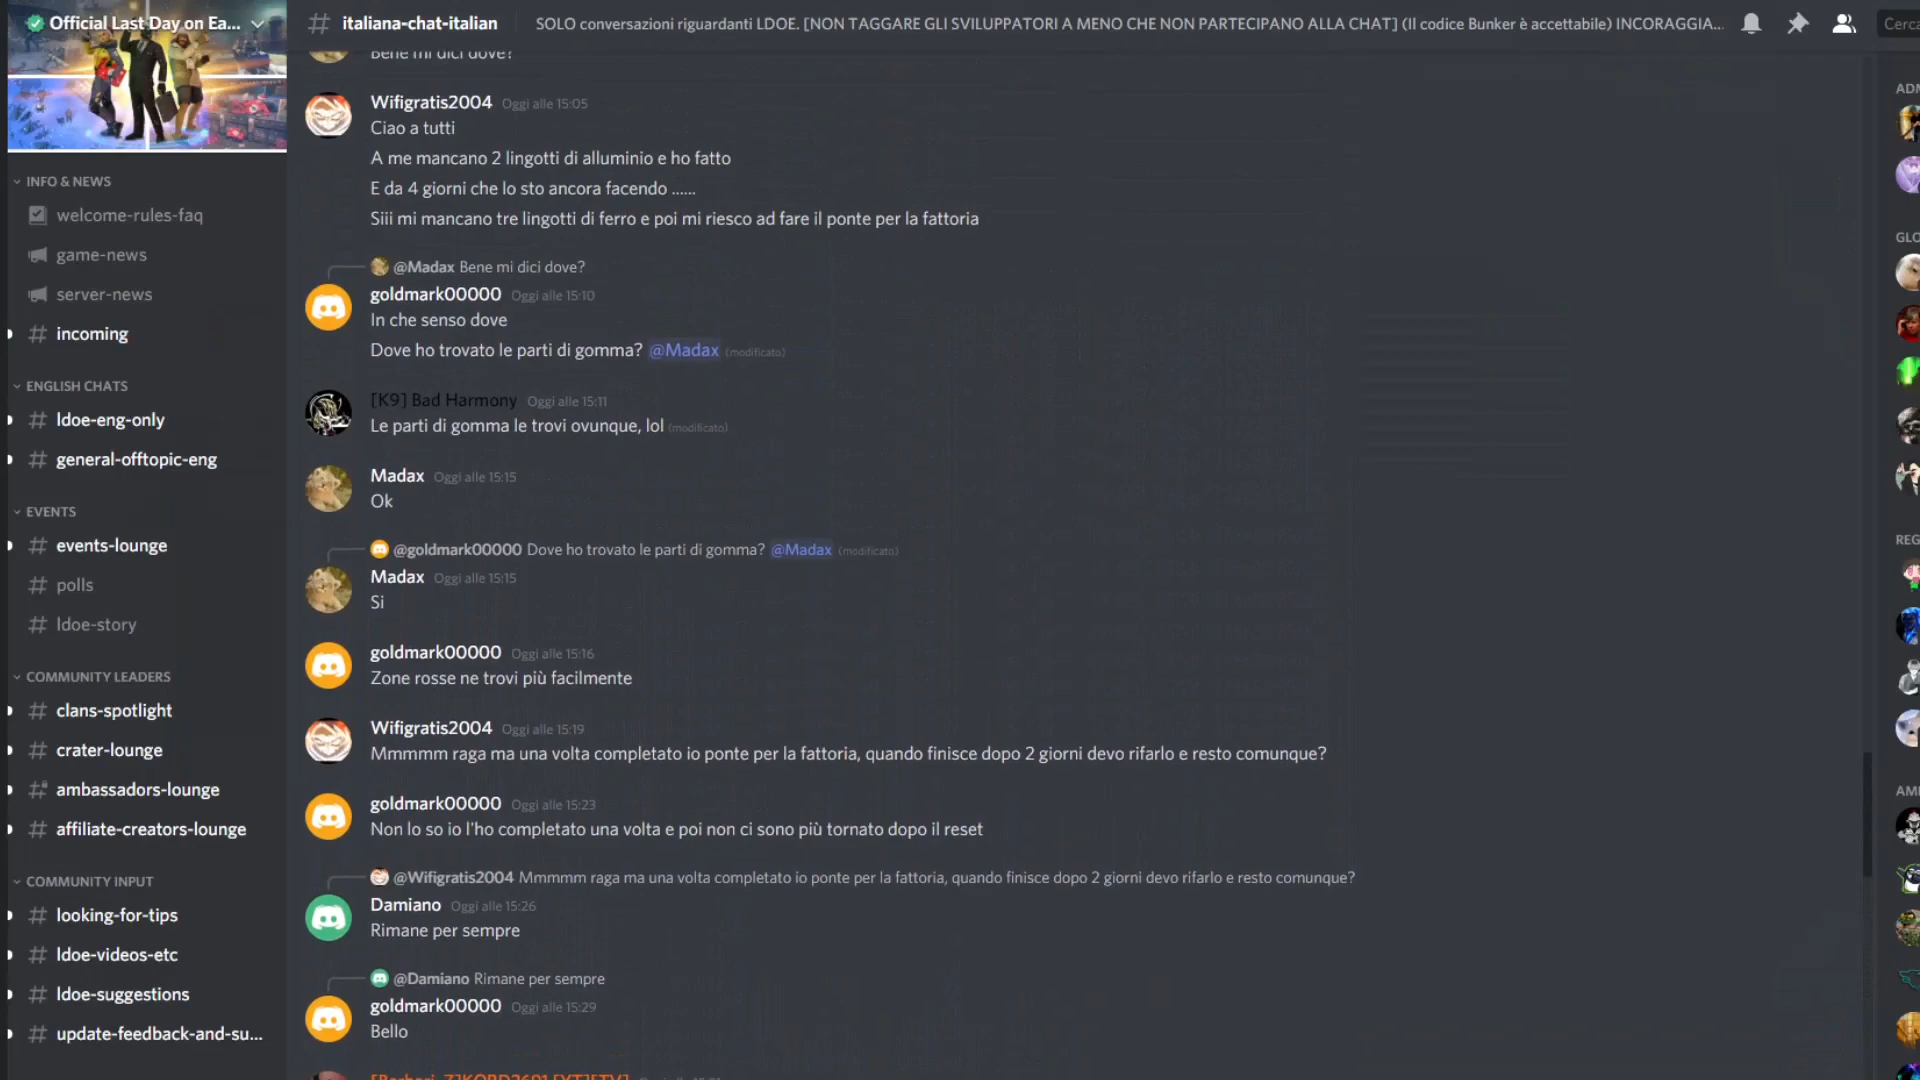 Official Last Day on Ea...
italiana-chat-italian
SOLO conversazioni riguardanti LDOE. [NON TAGGARE GLI SVILUPPATORI A MENO CHE NON PARTECIPANO ALLA CHAT] (Il codice Bunker è accettabile) INCORAGGIA...
Cerca
INFO & NEWS
welcome-rules-faq
game-news
server-news
incoming
ENGLISH CHATS
ldoe-eng-only
general-offtopic-eng
EVENTS
events-lounge
polls
ldoe-story
COMMUNITY LEADERS
clans-spotlight
crater-lounge
ambassadors-lounge
affiliate-creators-lounge
COMMUNITY INPUT
looking-for-tips
ldoe-videos-etc
ldoe-suggestions
update-feedback-and-su...
Bene mi dici dove?
Wifigratis2004 Oggi alle 15:05
Ciao a tutti
A me mancano 2 lingotti di alluminio e ho fatto
E da 4 giorni che lo sto ancora facendo ......
Siii mi mancano tre lingotti di ferro e poi mi riesco ad fare il ponte per la fattoria
@Madax Bene mi dici dove?
goldmark00000 Oggi alle 15:10
In che senso dove
Dove ho trovato le parti di gomma? @Madax (modificato)
[K9] Bad Harmony Oggi alle 15:11
Le parti di gomma le trovi ovunque, lol (modificato)
Madax Oggi alle 15:15
Ok
@goldmark00000 Dove ho trovato le parti di gomma? @Madax (modificato)
Madax Oggi alle 15:15
Si
goldmark00000 Oggi alle 15:16
Zone rosse ne trovi più facilmente
Wifigratis2004 Oggi alle 15:19
Mmmmm raga ma una volta completato io ponte per la fattoria, quando finisce dopo 2 giorni devo rifarlo e resto comunque?
goldmark00000 Oggi alle 15:23
Non lo so io l'ho completato una volta e poi non ci sono più tornato dopo il reset
@Wifigratis2004 Mmmmm raga ma una volta completato io ponte per la fattoria, quando finisce dopo 2 giorni devo rifarlo e resto comunque?
Damiano Oggi alle 15:26
Rimane per sempre
@Damiano Rimane per sempre
goldmark00000 Oggi alle 15:29
Bello
ADM
GLO
REG
AM